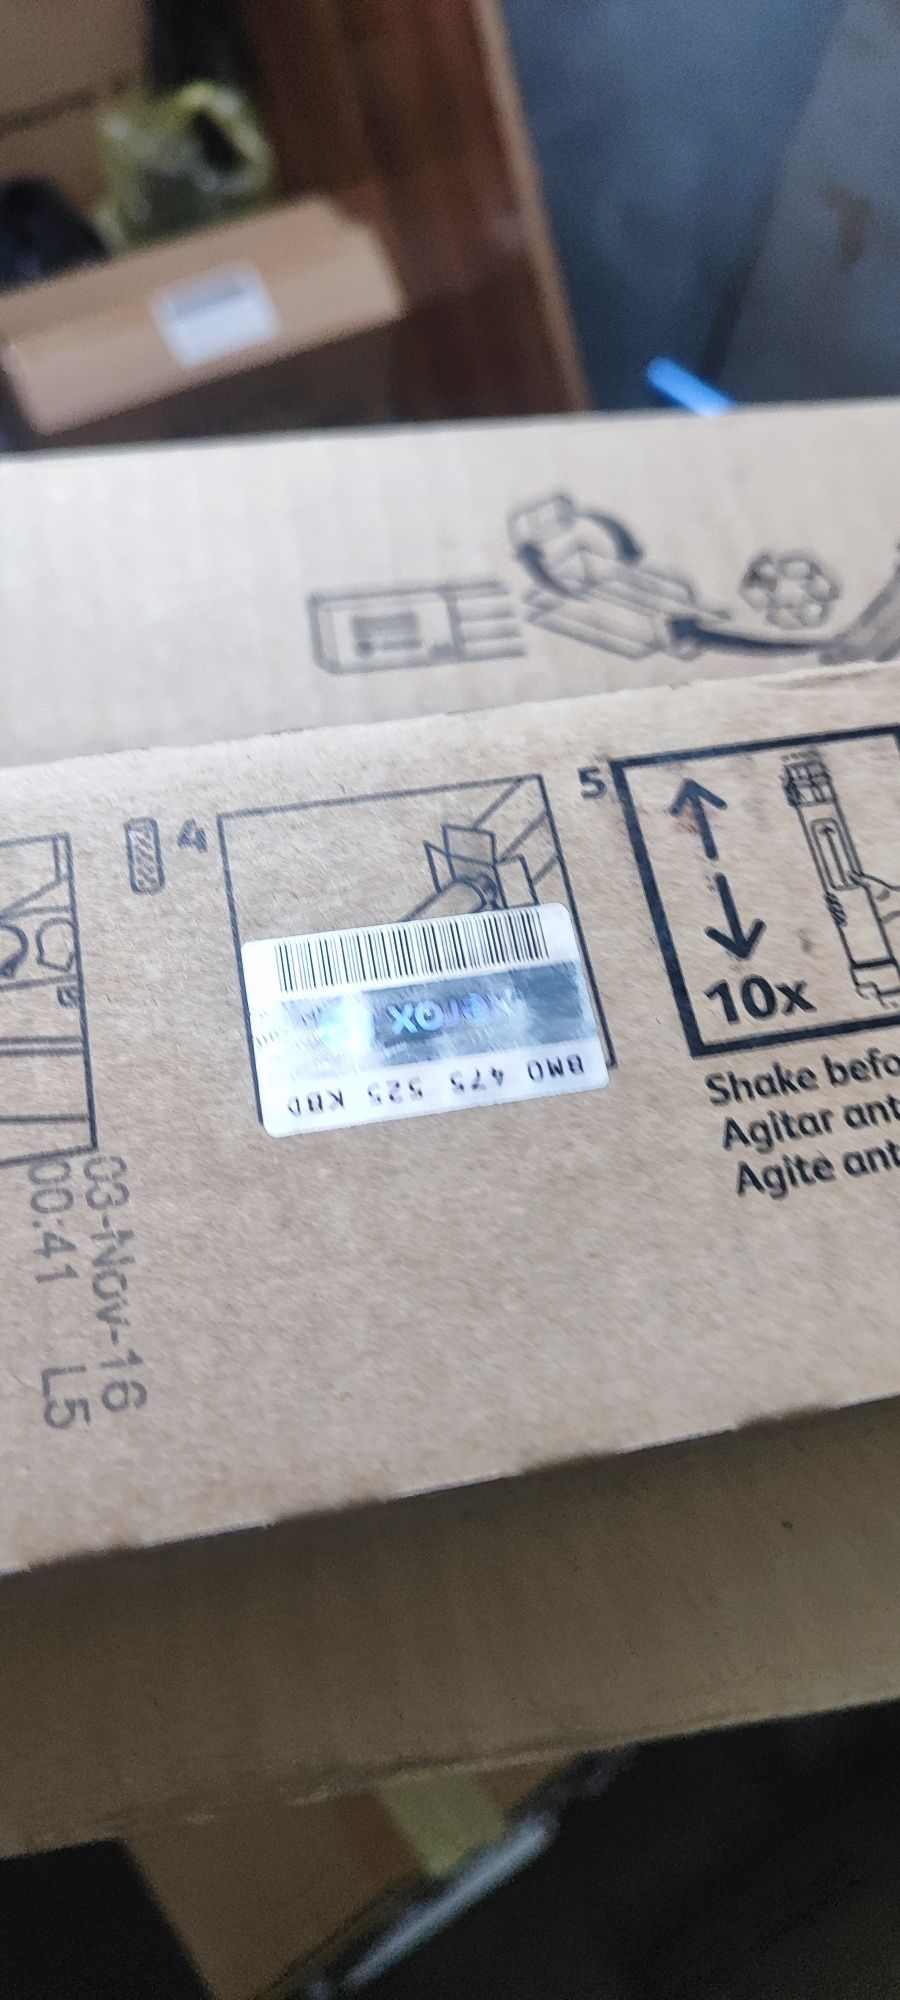 4
5
10x
Shake befo
Agitar ant
Agite ant
xerox
BM0 475 525 KBD
03-Nov-16
00:41 L5